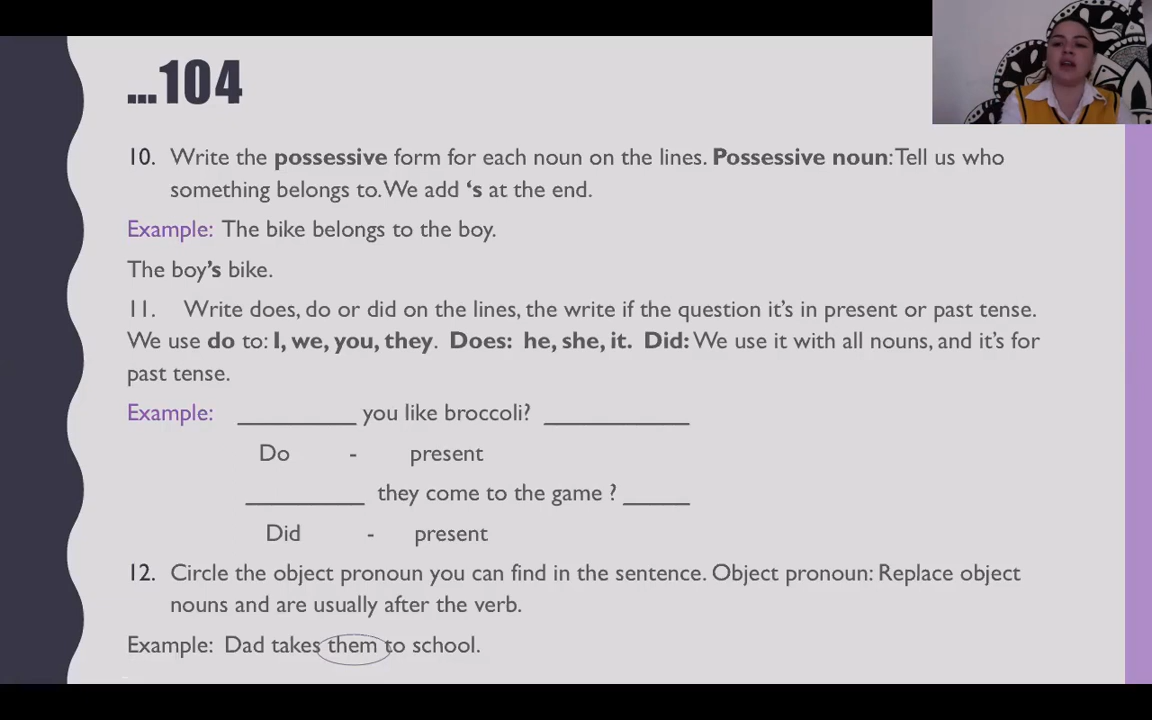 ...104
10. Write the possessive form for each noun on the lines. Possessive noun: Tell us who
something belongs to. We add ‘s at the end.
Example: The bike belongs to the boy.
The boy’s bike.
11. Write does, do or did on the lines, the write if the question it’s in present or past tense.
We use do to: I, we, you, they. Does: he, she, it. Did: We use it with all nouns, and it’s for
past tense.
Example: __________ you like broccoli? ____________
Do - present
__________ they come to the game ? _____
Did - present
12. Circle the object pronoun you can find in the sentence. Object pronoun: Replace object
nouns and are usually after the verb.
Example: Dad takes them to school.